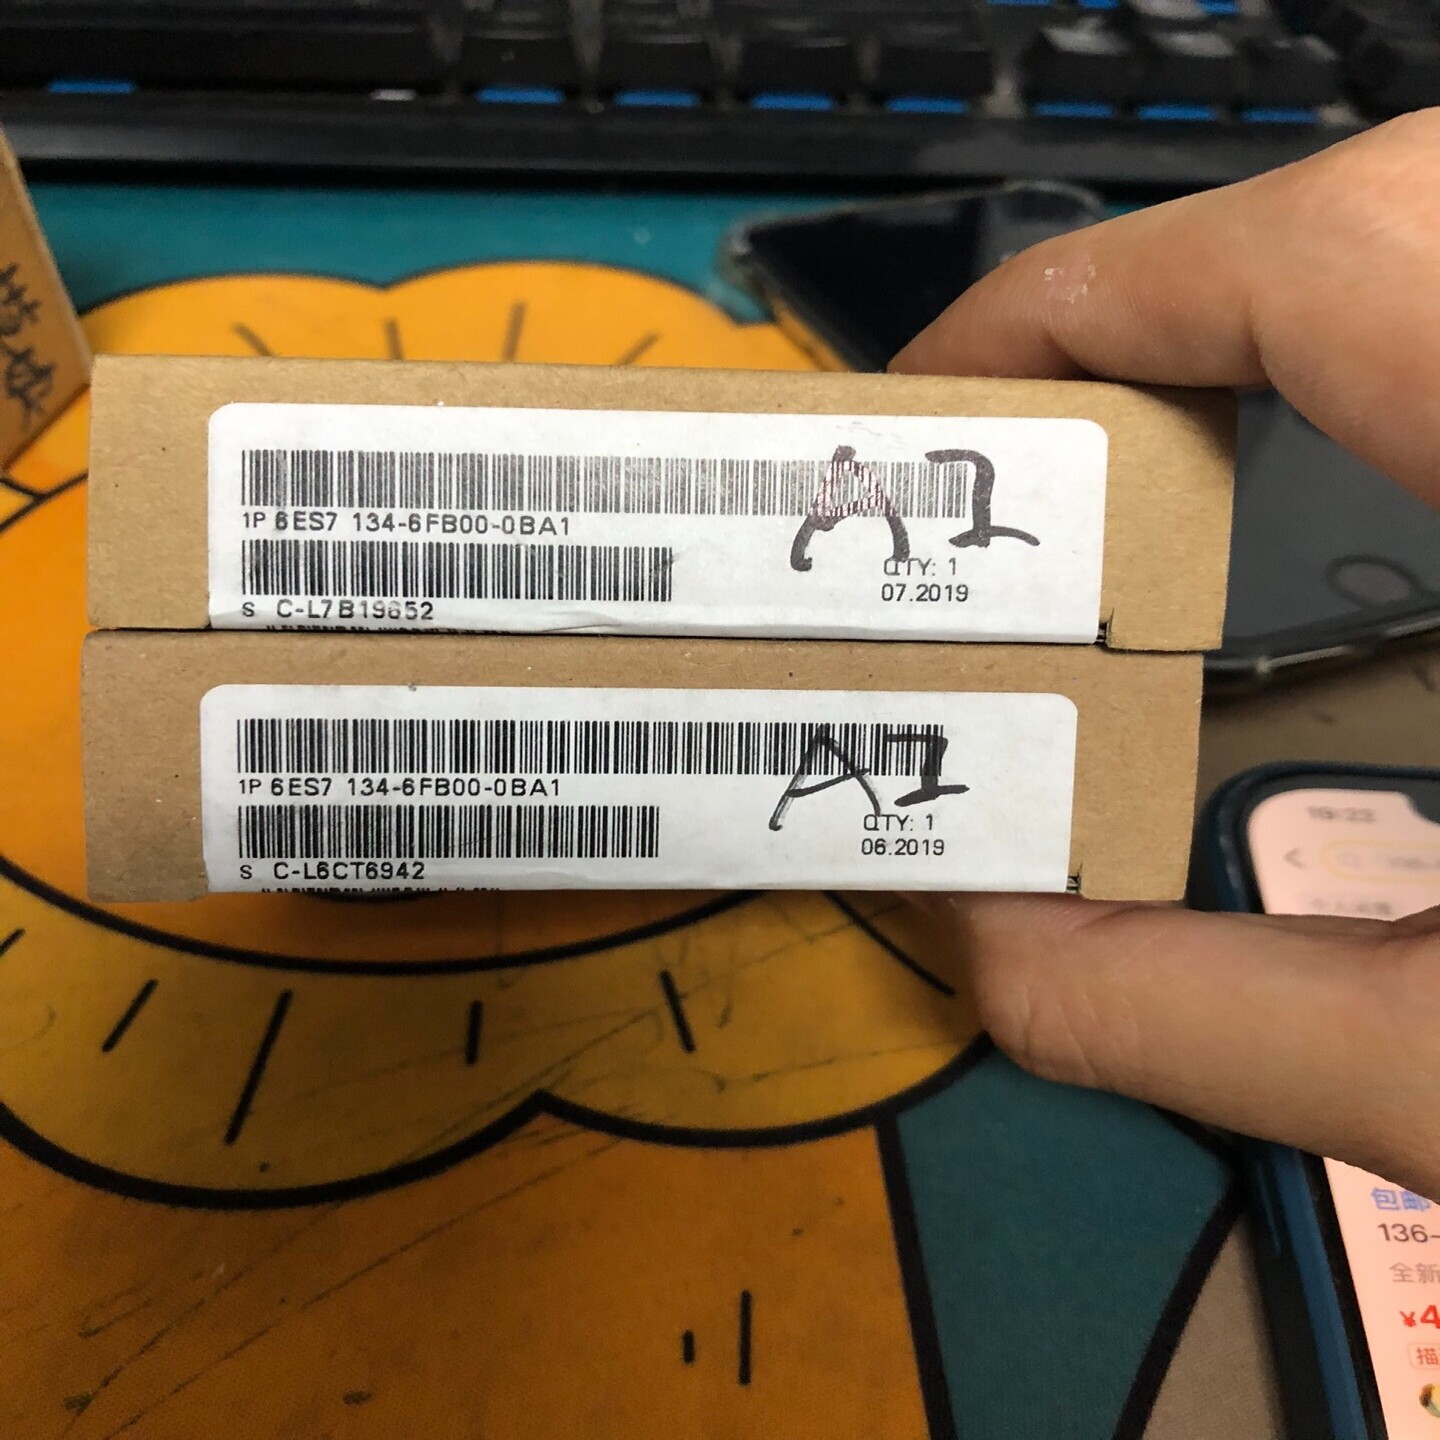 A1
1P 6ES7 134-6FB00-0BA1
QTY: 1
07.2019
S C-L7B19652
A1
1P 6ES7 134-6FB00-0BA1
QTY: 1
06.2019
S C-L6CT6942
19:22
包邮
136-
全新
¥4
描